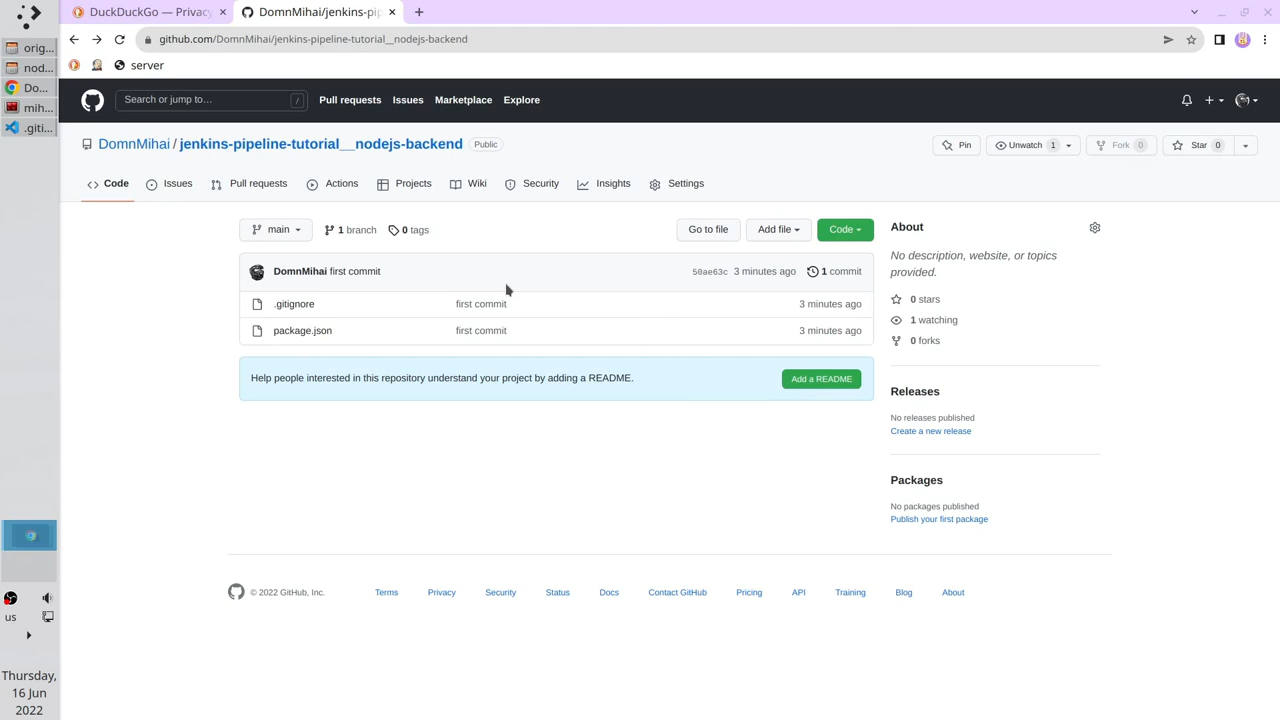 DuckDuckGo — Privacy
DomnMihai/jenkins-pip
orig...
nod...
Do...
mih...
.giti...
github.com/DomnMihai/jenkins-pipeline-tutorial__nodejs-backend
server
Search or jump to…
/
Pull requests
Issues
Marketplace
Explore
DomnMihai / jenkins-pipeline-tutorial__nodejs-backend
Public
Pin
Unwatch 1
Fork 0
Star 0
Code
Issues
Pull requests
Actions
Projects
Wiki
Security
Insights
Settings
main
1 branch
0 tags
Go to file
Add file
Code
DomnMihai first commit
50ae63c 3 minutes ago
1 commit
.gitignore first commit 3 minutes ago
package.json first commit 3 minutes ago
Help people interested in this repository understand your project by adding a README.
Add a README
About
No description, website, or topics
provided.
0 stars
1 watching
0 forks
Releases
No releases published
Create a new release
Packages
No packages published
Publish your first package
© 2022 GitHub, Inc.
Terms
Privacy
Security
Status
Docs
Contact GitHub
Pricing
API
Training
Blog
About
us
Thursday,
16 Jun
2022